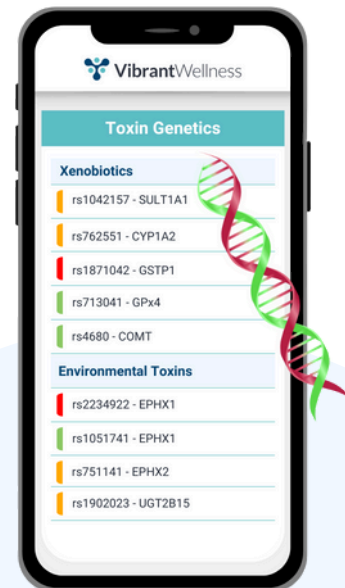 VibrantWellness
Toxin Genetics
Xenobiotics
rs1042157 - SULT1A1
rs762551 - CYP1A2
rs1871042 - GSTP1
rs713041 - GPx4
rs4680 - COMT
Environmental Toxins
rs2234922 - EPHX1
rs1051741 - EPHX1
rs751141 - EPHX2
rs1902023 - UGT2B15